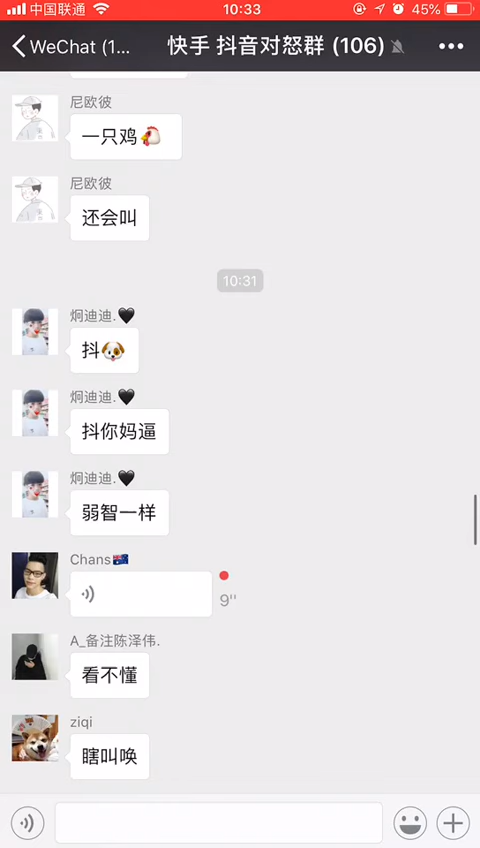 中国联通 10:33 45%
WeChat (1... 快手 抖音对怒群 (106)
尼欧彼
一只鸡🐔
尼欧彼
还会叫
10:31
炯迪迪.🖤
抖🐶
炯迪迪.🖤
抖你妈逼
炯迪迪.🖤
弱智一样
Chans🇦🇺
9''
A_备注陈泽伟.
看不懂
ziqi
瞎叫唤